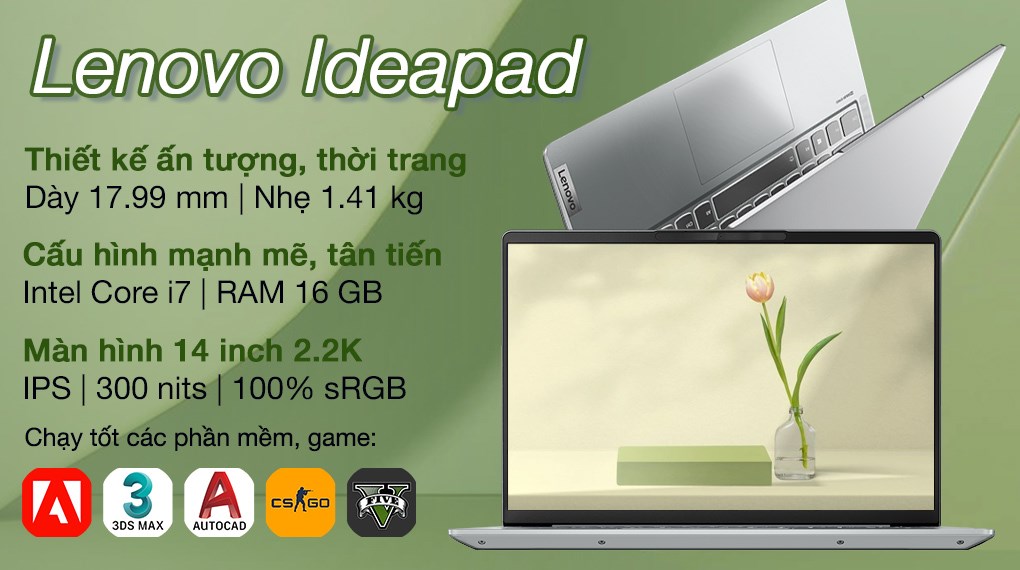 Lenovo Ideapad
Thiết kế ấn tượng, thời trang
Dày 17.99 mm | Nhẹ 1.41 kg
Cấu hình mạnh mẽ, tân tiến
Intel Core i7 | RAM 16 GB
Màn hình 14 inch 2.2K
IPS | 300 nits | 100% sRGB
Chạy tốt các phần mềm, game:
3
3DS MAX
A
AUTOCAD
CS GO
V
FIVE
Lenovo